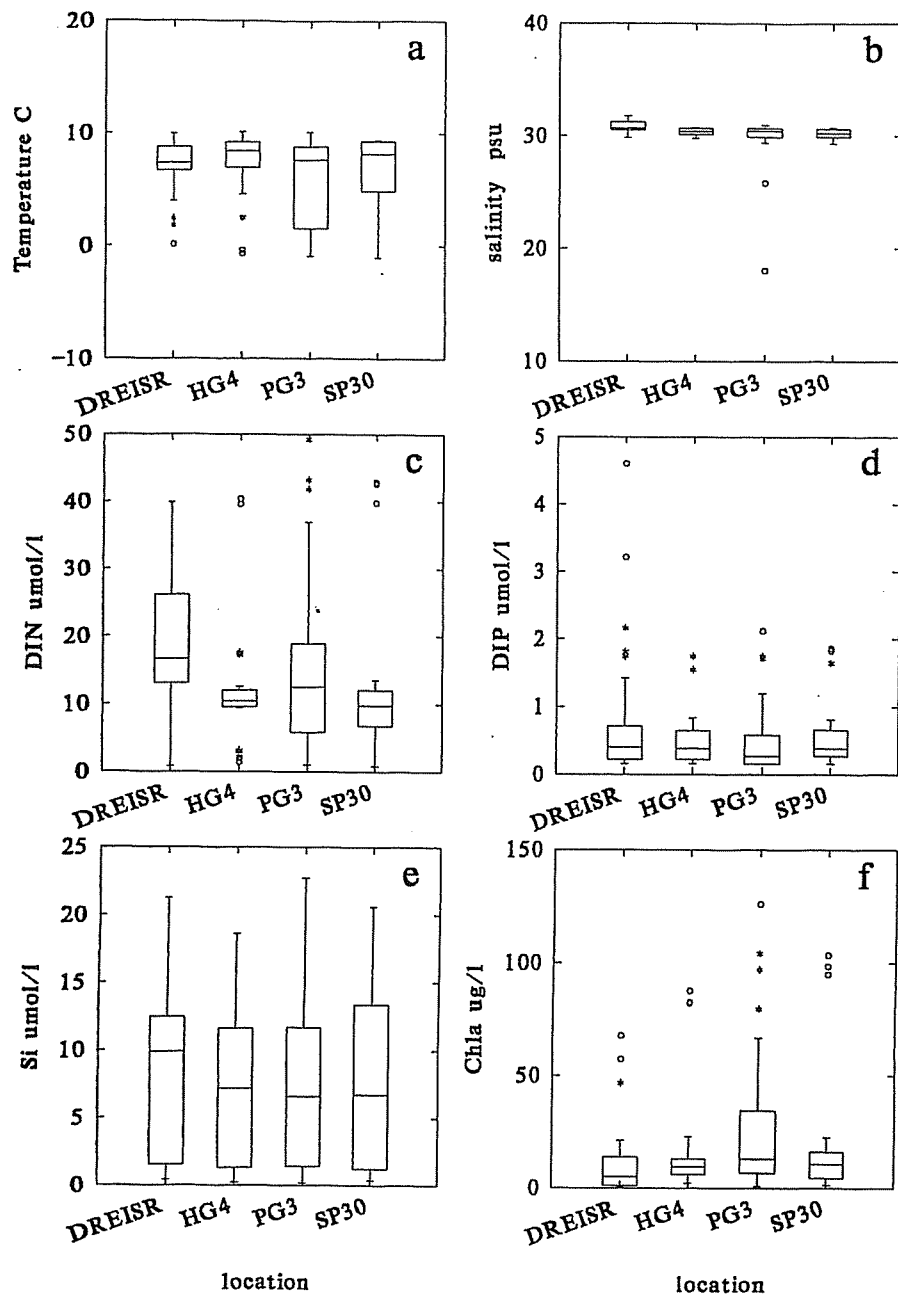 a
20
10
0
−10
Temperature C
DREISR HG4 PG3 SP30
b
40
30
20
10
salinity psu
DREISR HG4 PG3 SP30
c
50
40
30
20
10
0
DIN umol/l
DREISR HG4 PG3 SP30
d
5
4
3
2
1
0
DIP umol/l
DREISR HG4 PG3 SP30
e
25
20
15
10
5
0
Si umol/l
DREISR HG4 PG3 SP30
location
f
150
100
50
0
Chla ug/l
DREISR HG4 PG3 SP30
location